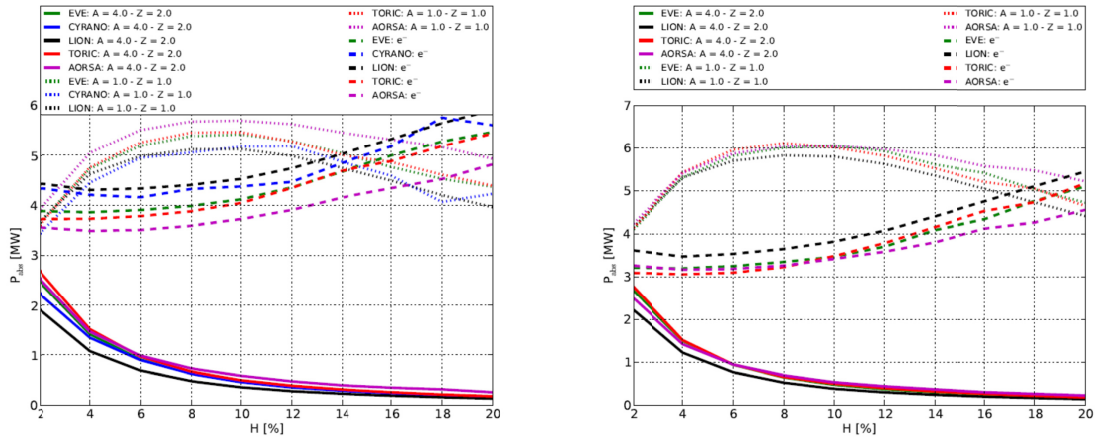 EVE: A = 4.0 - Z = 2.0
CYRANO: A = 4.0 - Z = 2.0
LION: A = 4.0 - Z = 2.0
TORIC: A = 4.0 - Z = 2.0
AORSA: A = 4.0 - Z = 2.0
EVE: A = 1.0 - Z = 1.0
CYRANO: A = 1.0 - Z = 1.0
LION: A = 1.0 - Z = 1.0
TORIC: A = 1.0 - Z = 1.0
AORSA: A = 1.0 - Z = 1.0
EVE: e⁻
CYRANO: e⁻
LION: e⁻
TORIC: e⁻
AORSA: e⁻
6
5
4
3
2
1
0
P_abs [MW]
2 4 6 8 10 12 14 16 18 20
H [%]
EVE: A = 4.0 - Z = 2.0
LION: A = 4.0 - Z = 2.0
TORIC: A = 4.0 - Z = 2.0
AORSA: A = 4.0 - Z = 2.0
EVE: A = 1.0 - Z = 1.0
LION: A = 1.0 - Z = 1.0
TORIC: A = 1.0 - Z = 1.0
AORSA: A = 1.0 - Z = 1.0
EVE: e⁻
LION: e⁻
TORIC: e⁻
AORSA: e⁻
7
6
5
4
3
2
1
0
P_abs [MW]
2 4 6 8 10 12 14 16 18 20
H [%]